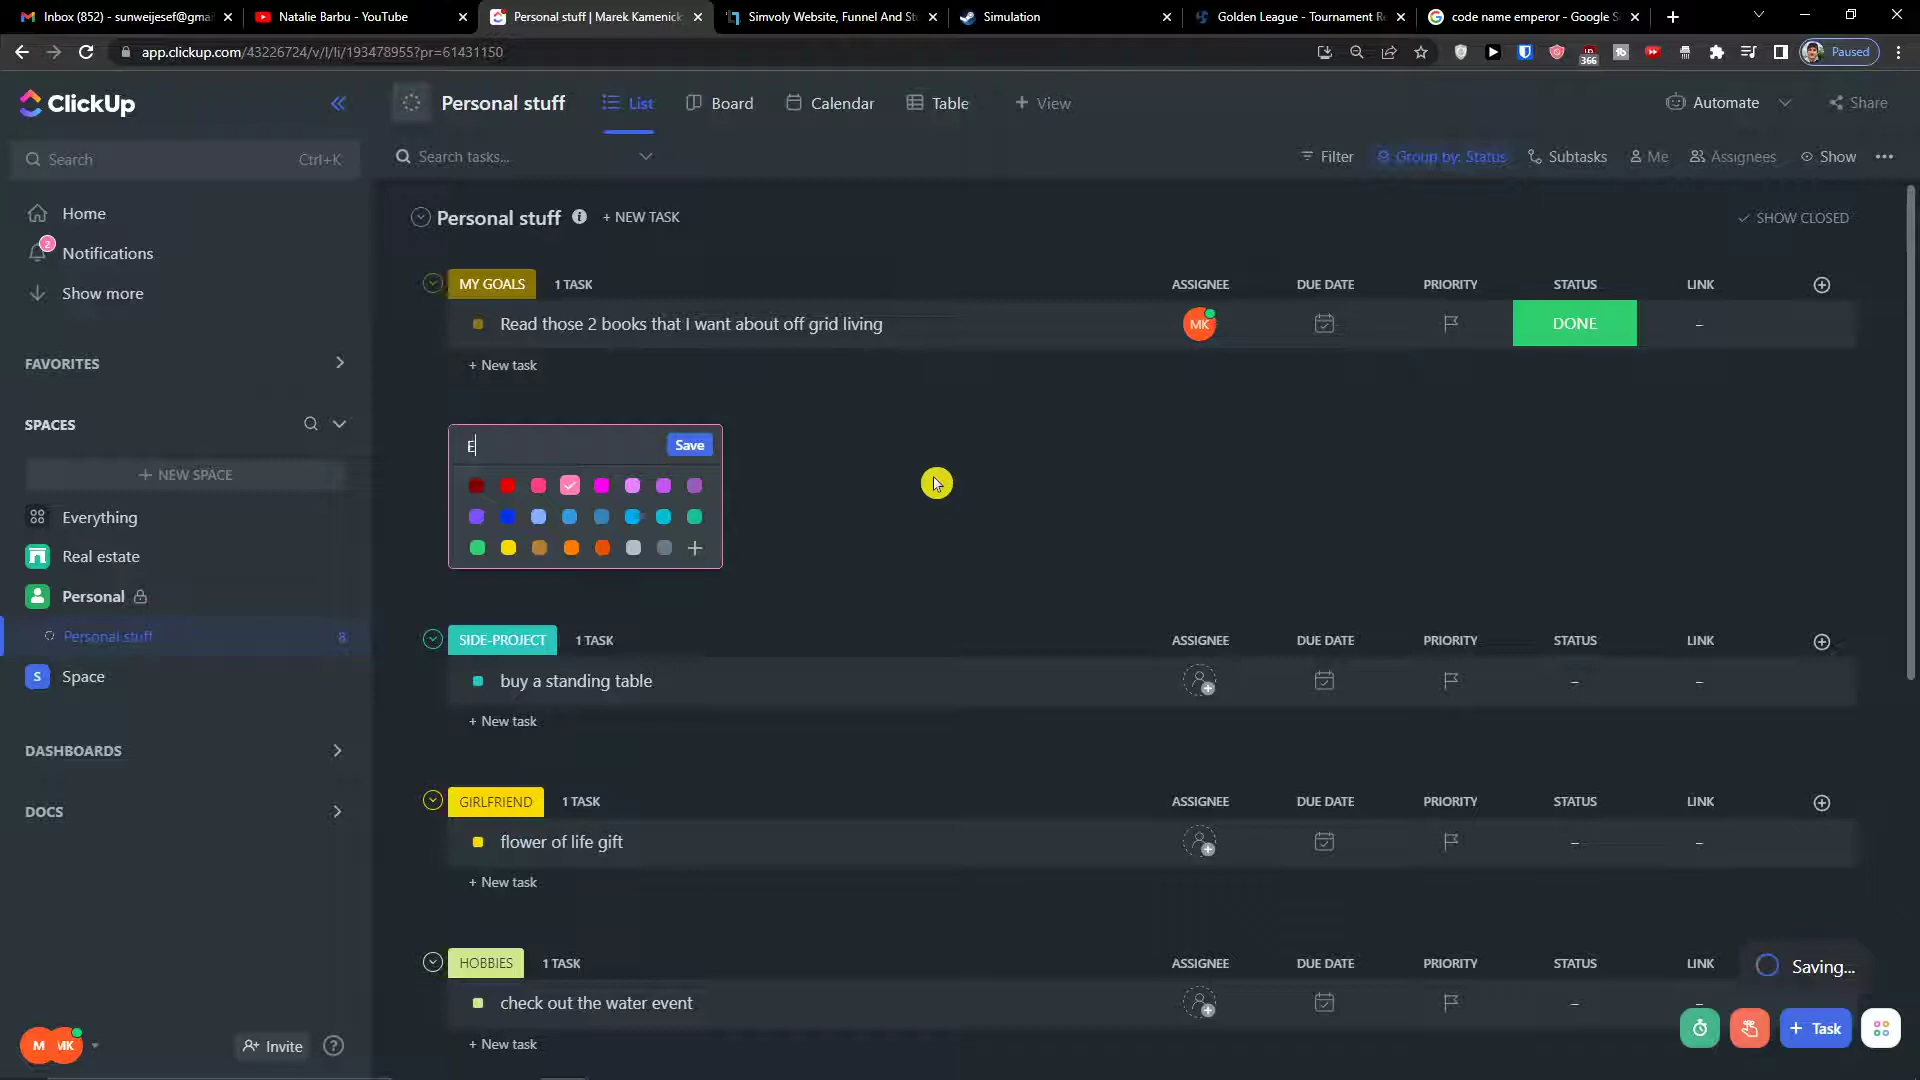 Inbox (852) - sunweijesef@gmai
Natalie Barbu - YouTube
Personal stuff | Marek Kamenick
Simvoly Website, Funnel And St
Simulation
Golden League - Tournament Re
code name emperor - Google S
app.clickup.com/43226724/v/l/li/193478955?pr=61431150
366
Paused
ClickUp
Personal stuff
List
Board
Calendar
Table
+ View
Automate
Share
Search
Ctrl+K
Search tasks...
Filter
Group by: Status
Subtasks
Me
Assignees
Show
Home
2
Notifications
Show more
FAVORITES
SPACES
+ NEW SPACE
Everything
Real estate
Personal
Personal stuff
8
S
Space
DASHBOARDS
DOCS
M
MK
Invite
?
Personal stuff
+ NEW TASK
SHOW CLOSED
MY GOALS
1 TASK
ASSIGNEE
DUE DATE
PRIORITY
STATUS
LINK
Read those 2 books that I want about off grid living
MK
DONE
–
+ New task
E
Save
SIDE-PROJECT
1 TASK
ASSIGNEE
DUE DATE
PRIORITY
STATUS
LINK
buy a standing table
–
–
+ New task
GIRLFRIEND
1 TASK
ASSIGNEE
DUE DATE
PRIORITY
STATUS
LINK
flower of life gift
–
–
+ New task
HOBBIES
1 TASK
ASSIGNEE
DUE DATE
PRIORITY
STATUS
LINK
check out the water event
–
–
+ New task
Saving...
+ Task